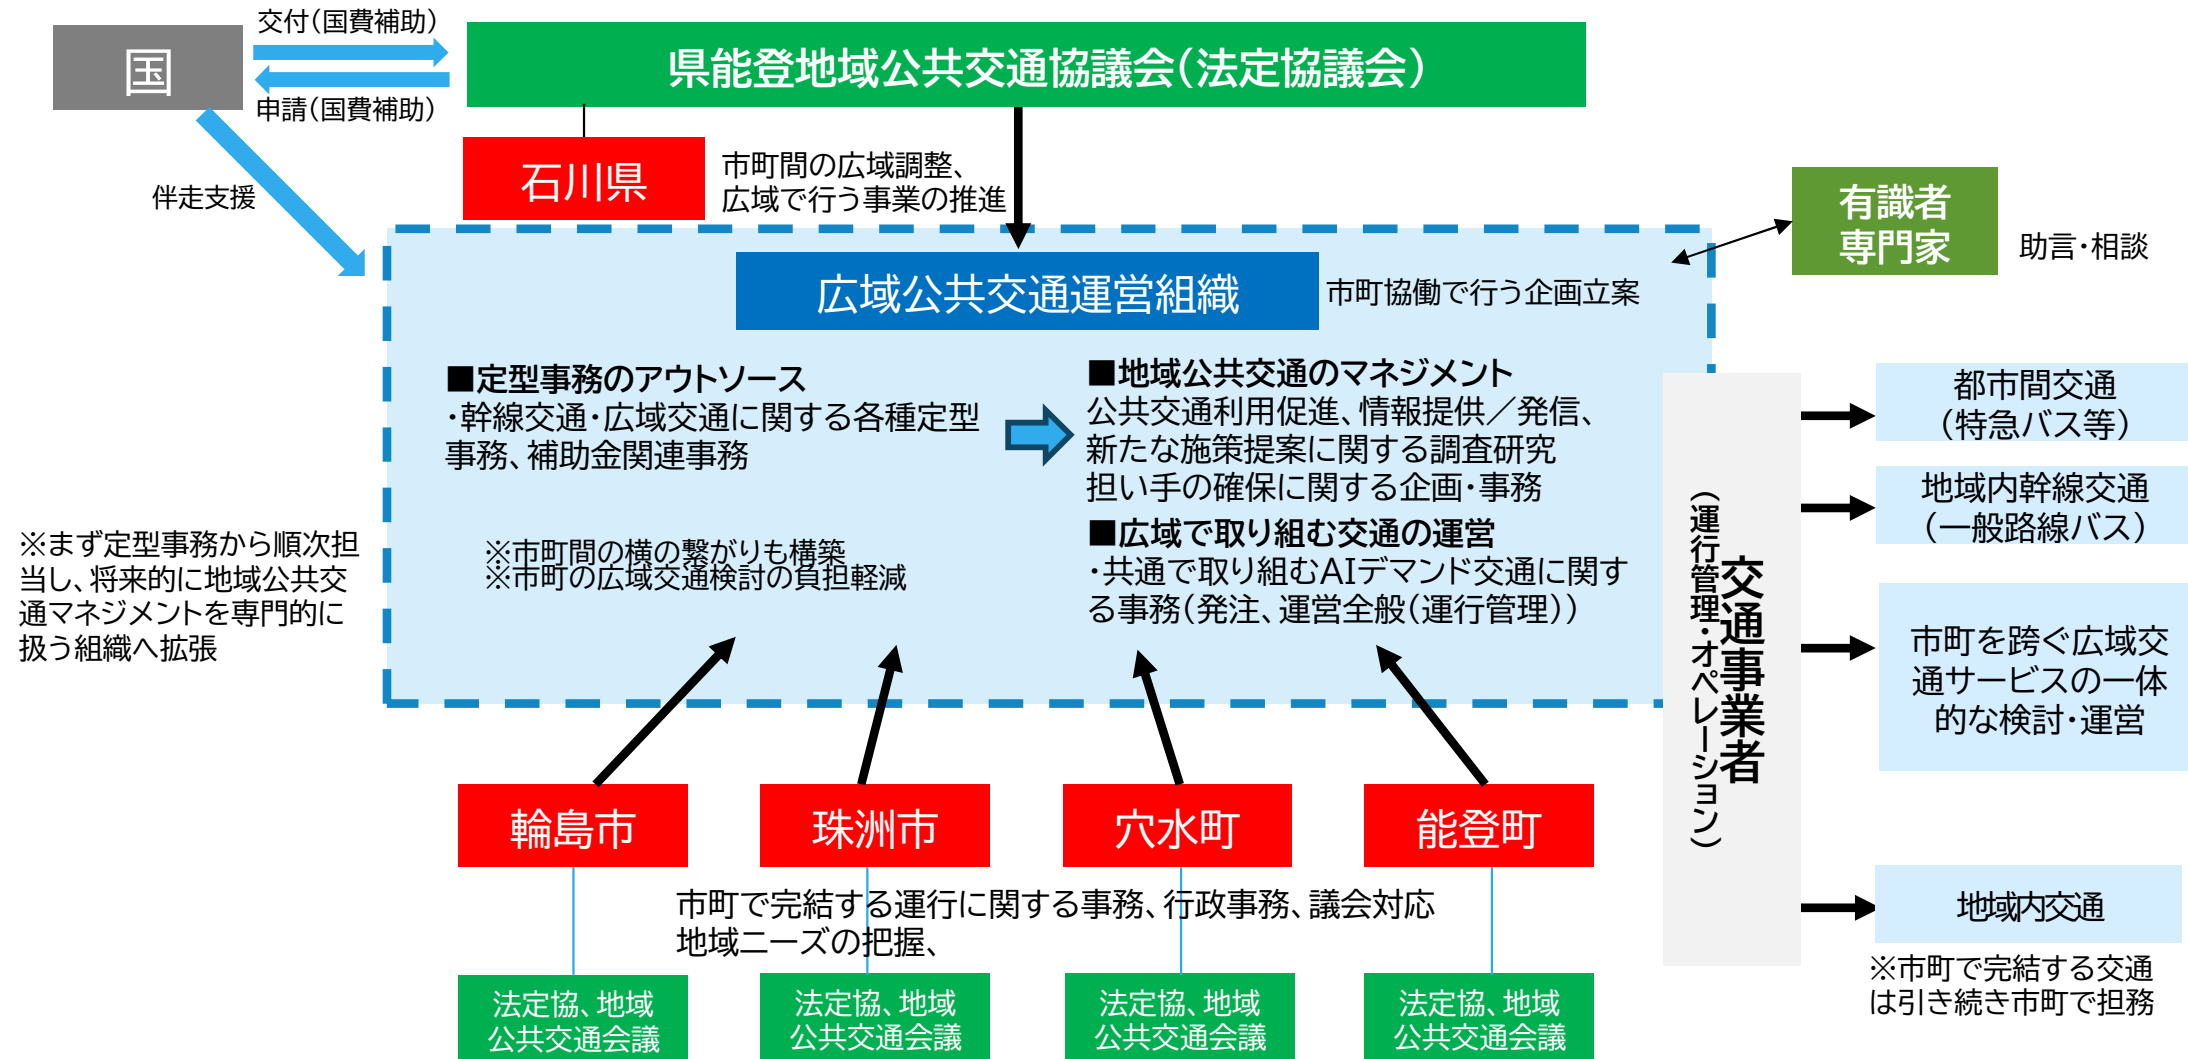 交付（国費補助）
国
県能登地域公共交通協議会（法定協議会）
申請（国費補助）
石川県
市町間の広域調整、
広域で行う事業の推進
伴走支援
有識者
専門家
助言・相談
広域公共交通運営組織
市町協働で行う企画立案
■定型事務のアウトソース
・幹線交通・広域交通に関する各種定型
事務、補助金関連事務
※市町間の横の繋がりも構築
※市町の広域交通検討の負担軽減
■地域公共交通のマネジメント
公共交通利用促進、情報提供／発信、
新たな施策提案に関する調査研究
担い手の確保に関する企画・事務
■広域で取り組む交通の運営
・共通で取り組むAIデマンド交通に関す
る事務（発注、運営全般（運行管理））
※まず定型事務から順次担
当し、将来的に地域公共交
通マネジメントを専門的に
扱う組織へ拡張
交通事業者
（運行管理・オペレーション）
都市間交通
（特急バス等）
地域内幹線交通
（一般路線バス）
市町を跨ぐ広域交
通サービスの一体
的な検討・運営
地域内交通
※市町で完結する交通
は引き続き市町で担務
輪島市
珠洲市
穴水町
能登町
市町で完結する運行に関する事務、行政事務、議会対応
地域ニーズの把握、
法定協、地域
公共交通会議
法定協、地域
公共交通会議
法定協、地域
公共交通会議
法定協、地域
公共交通会議